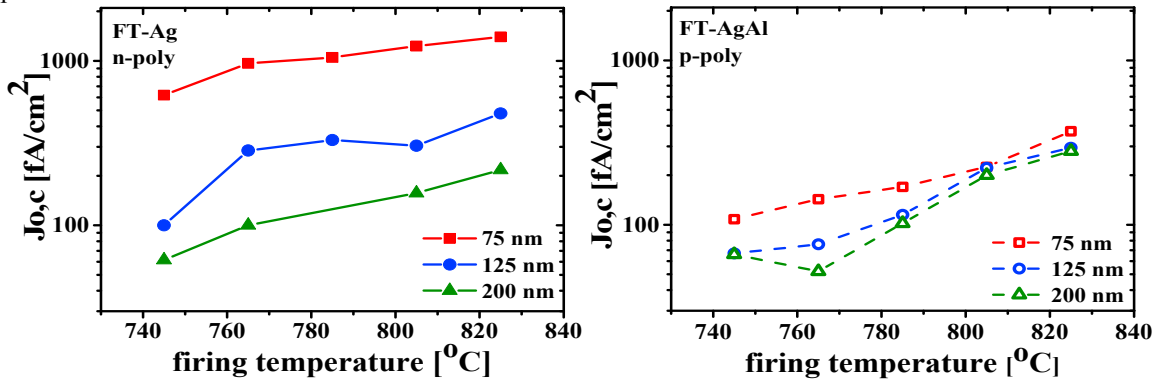 FT-Ag
n-poly
J0,c [fA/cm2]
1000
100
75 nm
125 nm
200 nm
740 760 780 800 820 840
firing temperature [oC]
FT-AgAl
p-poly
Jo,c [fA/cm2]
1000
100
75 nm
125 nm
200 nm
740 760 780 800 820 840
firing temperature [oC]